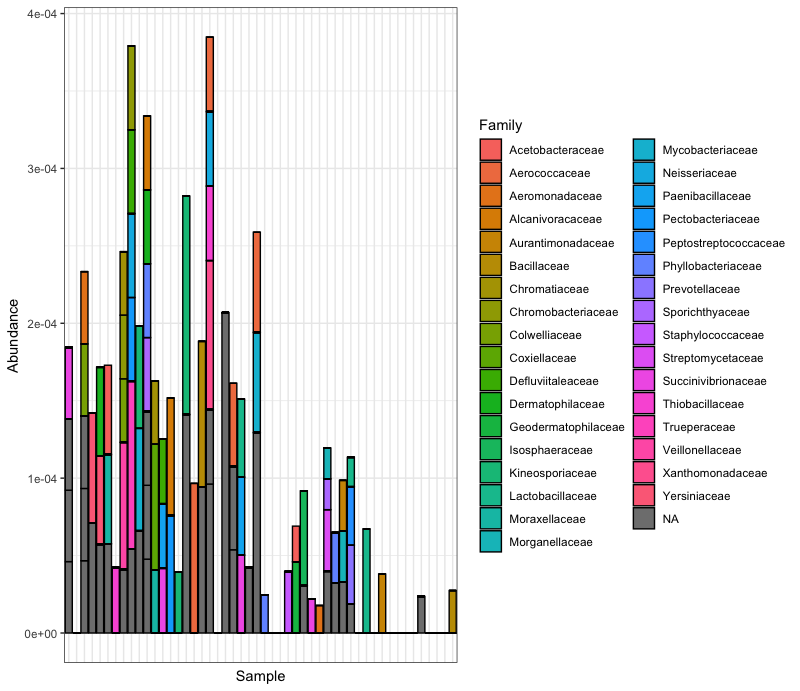 4e-04
3e-04
2e-04
1e-04
0e+00
Abundance
Sample
Family
Acetobacteraceae
Aerococcaceae
Aeromonadaceae
Alcanivoracaceae
Aurantimonadaceae
Bacillaceae
Chromatiaceae
Chromobacteriaceae
Colwelliaceae
Coxiellaceae
Defluviitaleaceae
Dermatophilaceae
Geodermatophilaceae
Isosphaeraceae
Kineosporiaceae
Lactobacillaceae
Moraxellaceae
Morganellaceae
Mycobacteriaceae
Neisseriaceae
Paenibacillaceae
Pectobacteriaceae
Peptostreptococcaceae
Phyllobacteriaceae
Prevotellaceae
Sporichthyaceae
Staphylococcaceae
Streptomycetaceae
Succinivibrionaceae
Thiobacillaceae
Trueperaceae
Veillonellaceae
Xanthomonadaceae
Yersiniaceae
NA